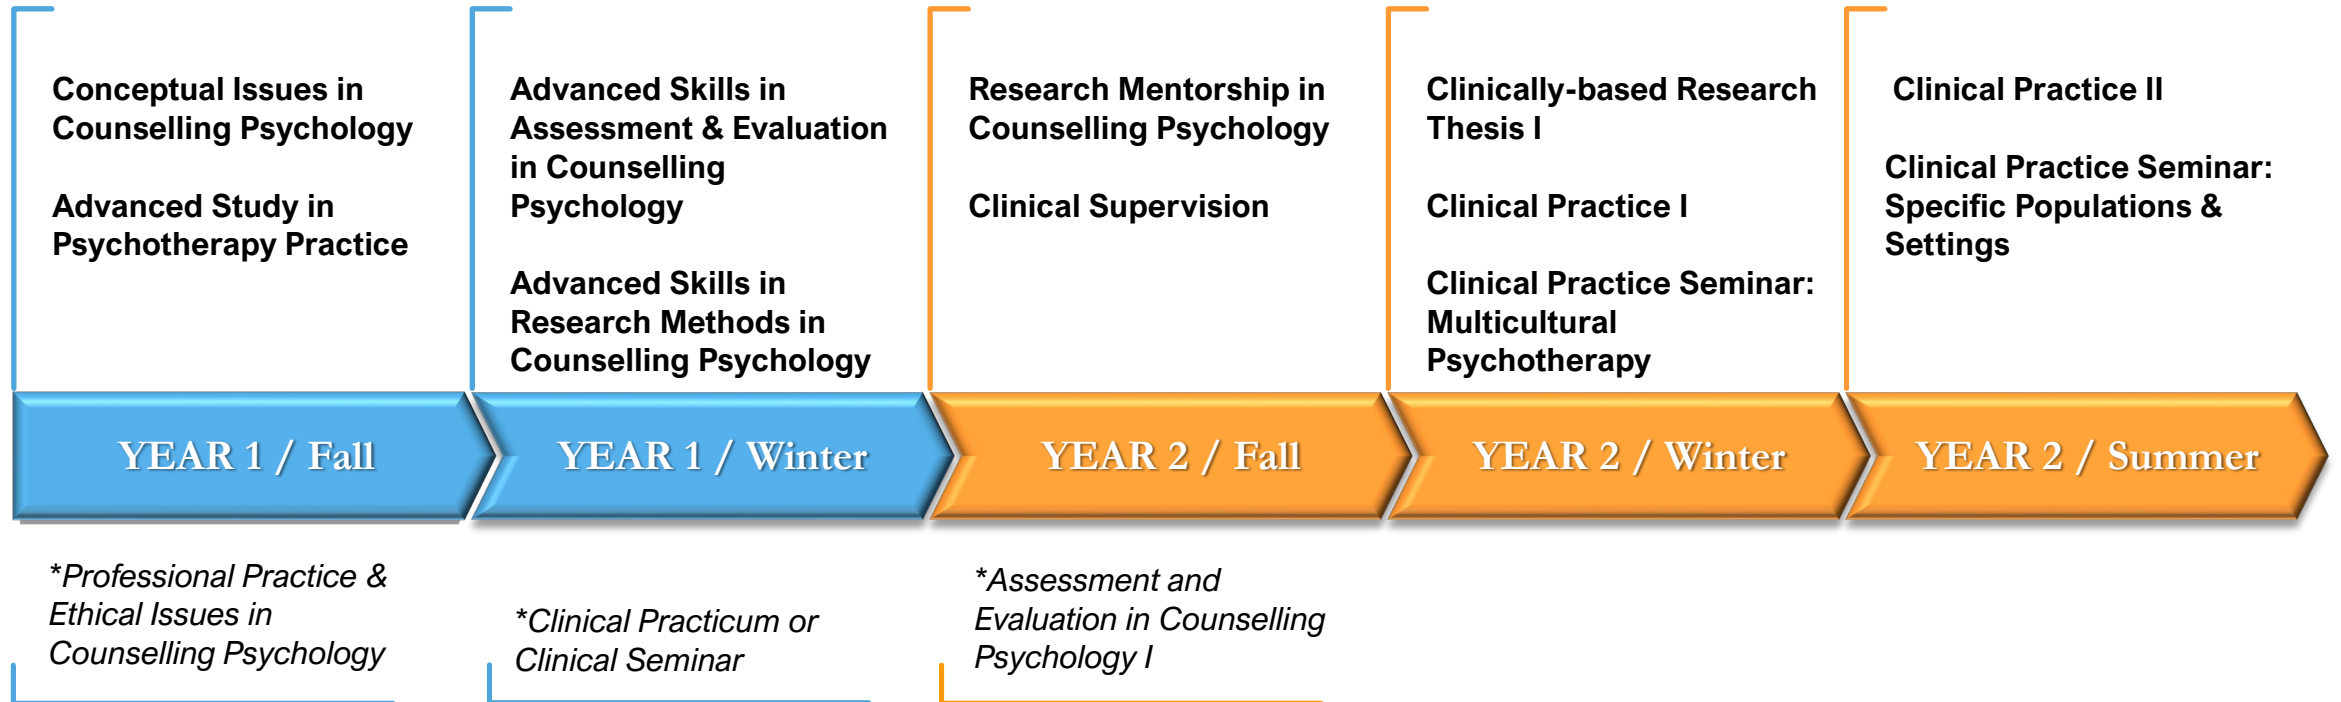 Conceptual Issues in
Counselling Psychology
Advanced Study in
Psychotherapy Practice
Advanced Skills in
Assessment & Evaluation
in Counselling
Psychology
Advanced Skills in
Research Methods in
Counselling Psychology
Research Mentorship in
Counselling Psychology
Clinical Supervision
Clinically-based Research
Thesis I
Clinical Practice I
Clinical Practice Seminar:
Multicultural
Psychotherapy
Clinical Practice II
Clinical Practice Seminar:
Specific Populations &
Settings
YEAR 1 / Fall
YEAR 1 / Winter
YEAR 2 / Fall
YEAR 2 / Winter
YEAR 2 / Summer
*Professional Practice &
Ethical Issues in
Counselling Psychology
*Clinical Practicum or
Clinical Seminar
*Assessment and
Evaluation in Counselling
Psychology I